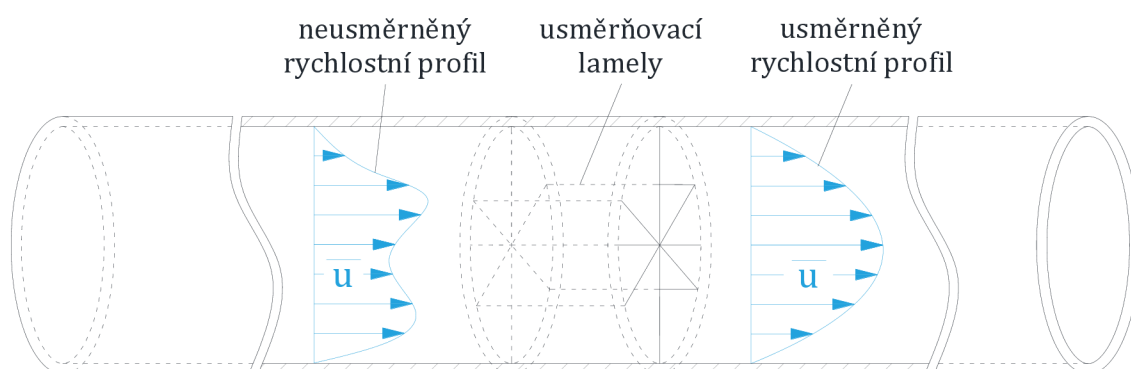 neusměrněný
rychlostní profil
usměrňovací
lamely
usměrněný
rychlostní profil
u
u